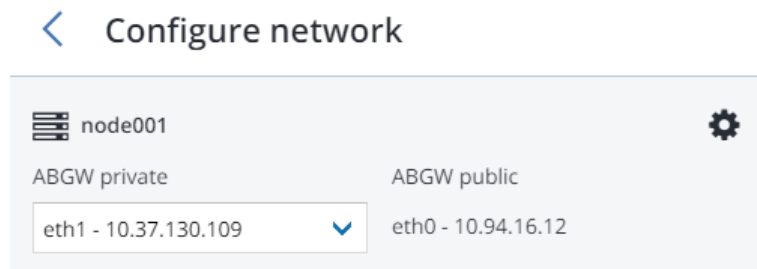 Configure network
node001
ABGW private
ABGW public
eth1 - 10.37.130.109
eth0 - 10.94.16.12